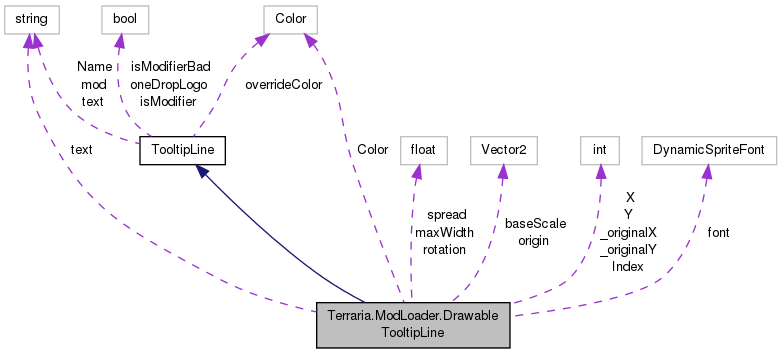 string
bool
Color
Name
mod
text
isModifierBad
oneDropLogo
isModifier
overrideColor
text
TooltipLine
Color
float
Vector2
int
DynamicSpriteFont
spread
maxWidth
rotation
baseScale
origin
X
Y
_originalX
_originalY
Index
font
Terraria.ModLoader.Drawable
TooltipLine